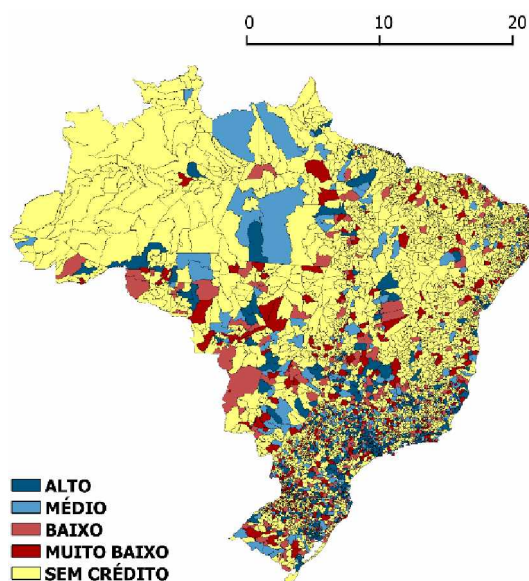 0 10 20
ALTO
MÉDIO
BAIXO
MUITO BAIXO
SEM CRÉDITO